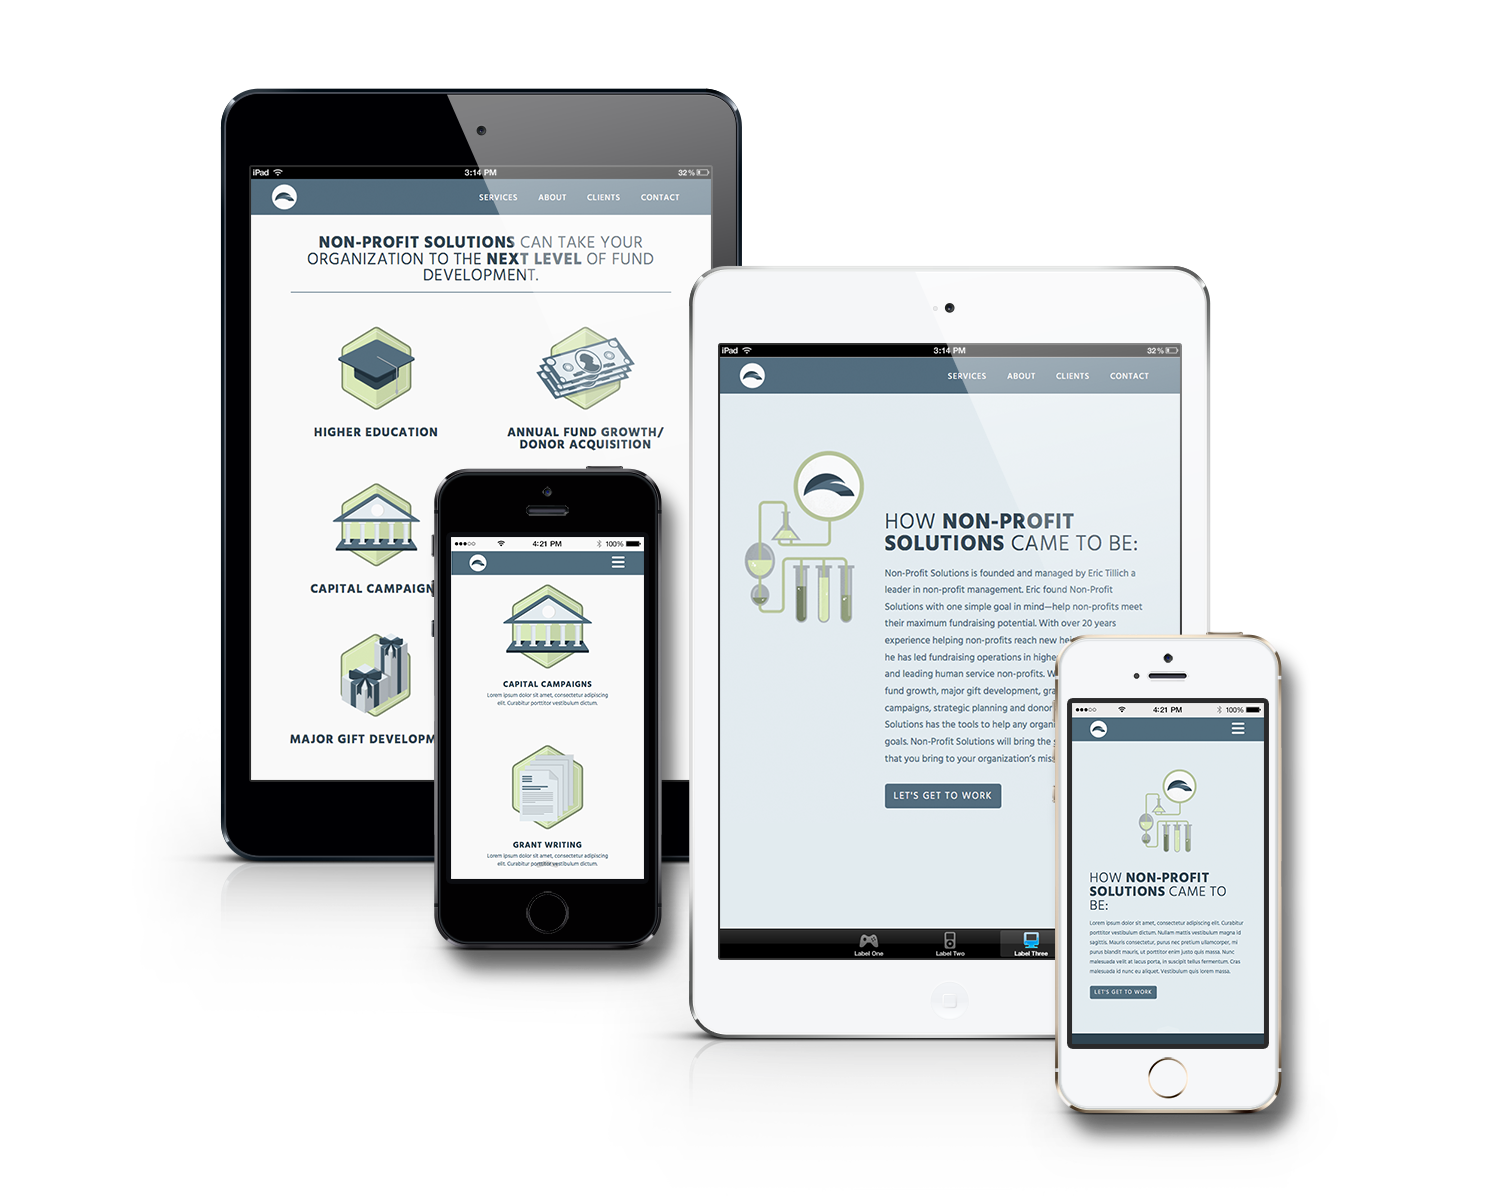 iPad 3:14 PM 32%
SERVICES ABOUT CLIENTS CONTACT
NON-PROFIT SOLUTIONS CAN TAKE YOUR
ORGANIZATION TO THE NEXT LEVEL OF FUND
DEVELOPMENT.
HIGHER EDUCATION
ANNUAL FUND GROWTH/
DONOR ACQUISITION
CAPITAL CAMPAIGN
MAJOR GIFT DEVELOPM
4:21 PM 100%
CAPITAL CAMPAIGNS
Lorem ipsum dolor sit amet, consectetur adipiscing
elit. Curabitur porttitor vestibulum dictum.
GRANT WRITING
Lorem ipsum dolor sit amet, consectetur adipiscing
elit. Curabitur porttitor vestibulum dictum.
iPad 3:14 PM 32%
SERVICES ABOUT CLIENTS CONTACT
HOW NON-PROFIT
SOLUTIONS CAME TO BE:
Non-Profit Solutions is founded and managed by Eric Tillich a
leader in non-profit management. Eric found Non-Profit
Solutions with one simple goal in mind—help non-profits meet
their maximum fundraising potential. With over 20 years
experience helping non-profits reach new hei
he has led fundraising operations in higher
and leading human service non-profits. W
fund growth, major gift development, gra
campaigns, strategic planning and donor
Solutions has the tools to help any organi
goals. Non-Profit Solutions will bring the
that you bring to your organization's mis
LET'S GET TO WORK
Label One Label Two Label Three
4:21 PM 100%
HOW NON-PROFIT
SOLUTIONS CAME TO
BE:
Lorem ipsum dolor sit amet, consectetur adipiscing elit. Curabitur
porttitor vestibulum dictum. Nullam mattis vestibulum magna id
sagittis. Mauris consectetur, purus nec pretium ullamcorper, mi
purus blandit mauris, ut porttitor enim justo quis massa. Nunc
malesuada velit at lacus porta, in suscipit tellus fermentum. Cras
malesuada id nunc eu aliquet. Vestibulum quis lorem massa.
LET'S GET TO WORK